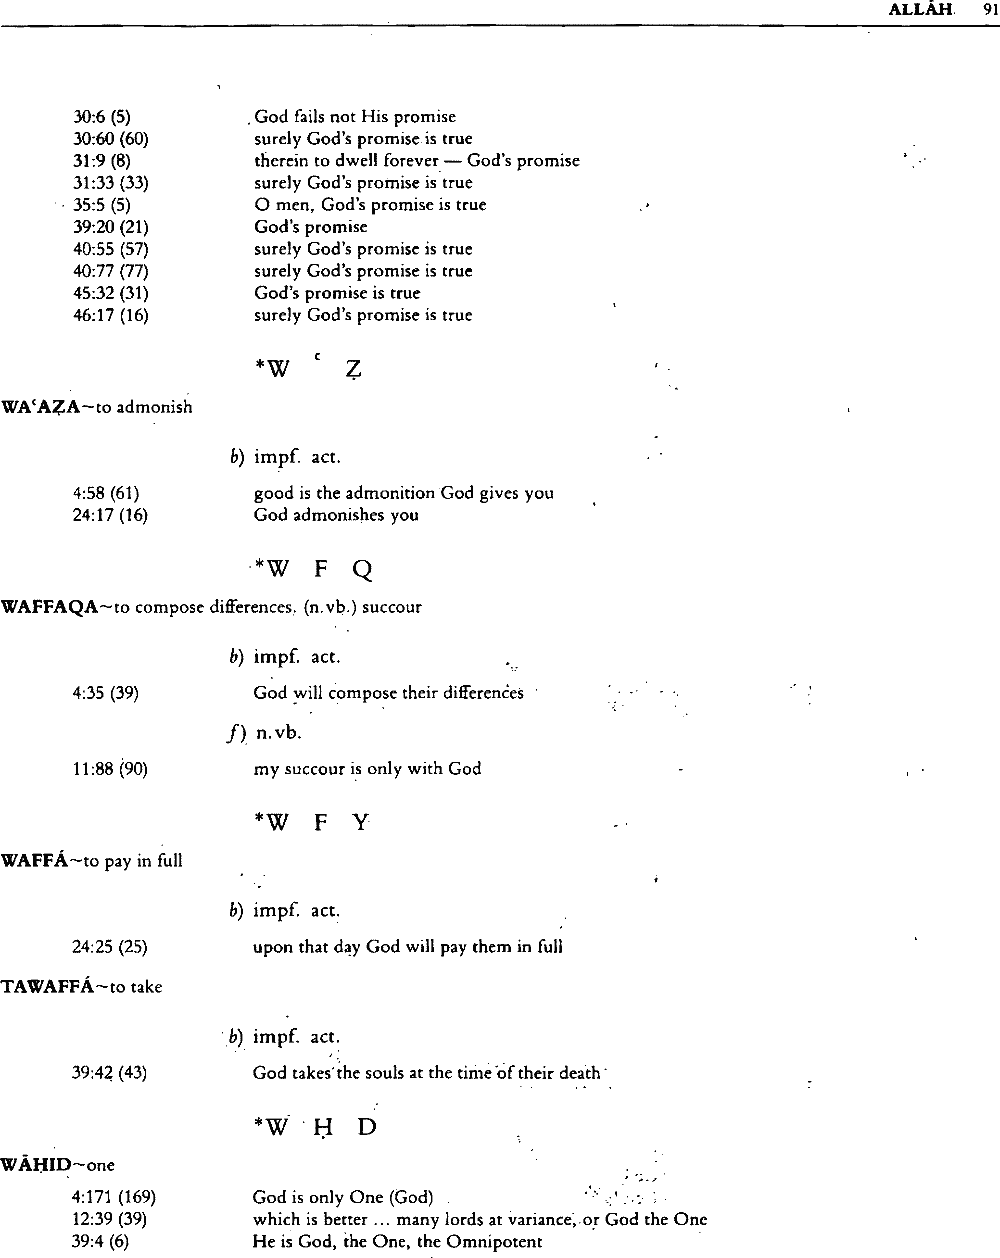 ALLÁH 91
30:6 (5) God fails not His promise
30:60 (60) surely God's promise is true
31:9 (8) therein to dwell forever — God's promise
31:33 (33) surely God's promise is true
35:5 (5) O men, God's promise is true
39:20 (21) God's promise
40:55 (57) surely God's promise is true
40:77 (77) surely God's promise is true
45:32 (31) God's promise is true
46:17 (16) surely God's promise is true
*W ʿ Ẓ
WAʿAẒA~to admonish
b) impf. act.
4:58 (61) good is the admonition God gives you
24:17 (16) God admonishes you
*W F Q
WAFFAQA~to compose differences. (n.vb.) succour
b) impf. act.
4:35 (39) God will compose their differences
f) n.vb.
11:88 (90) my succour is only with God
*W F Y
WAFFÁ~to pay in full
b) impf. act.
24:25 (25) upon that day God will pay them in full
TAWAFFÁ~to take
b) impf. act.
39:42 (43) God takes the souls at the time of their death
*W Ḥ D
WĀḤID~one
4:171 (169) God is only One (God)
12:39 (39) which is better ... many lords at variance, or God the One
39:4 (6) He is God, the One, the Omnipotent